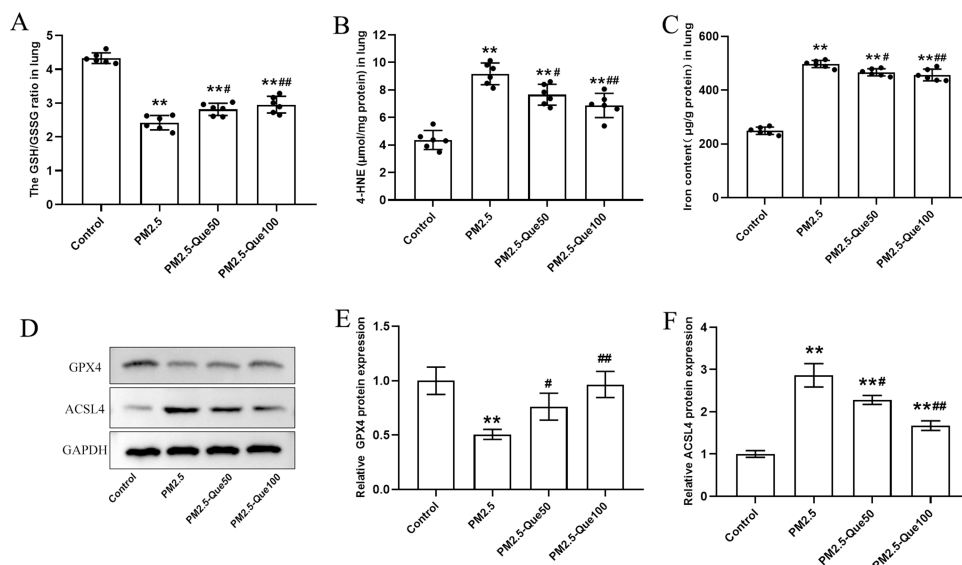 A
The GSH/GSSG ratio in lung
5
4
3
2
1
0
**
**#
**##
Control
PM2.5
PM2.5-Que50
PM2.5-Que100
B
4-HNE (μmol/mg protein) in lung
12
10
8
6
4
2
0
**
**#
**##
Control
PM2.5
PM2.5-Que50
PM2.5-Que100
C
Iron content( μg/g protein) in lung
600
400
200
0
**
**#
**##
Control
PM2.5
PM2.5-Que50
PM2.5-Que100
D
GPX4
ACSL4
GAPDH
Control
PM2.5
PM2.5-Que50
PM2.5-Que100
E
Relative GPX4 protein expression
1.5
1.0
0.5
0.0
**
#
##
Control
PM2.5
PM2.5-Que50
PM2.5-Que100
F
Relative ACSL4 protein expression
4
3
2
1
0
**
**#
**##
Control
PM2.5
PM2.5-Que50
PM2.5-Que100